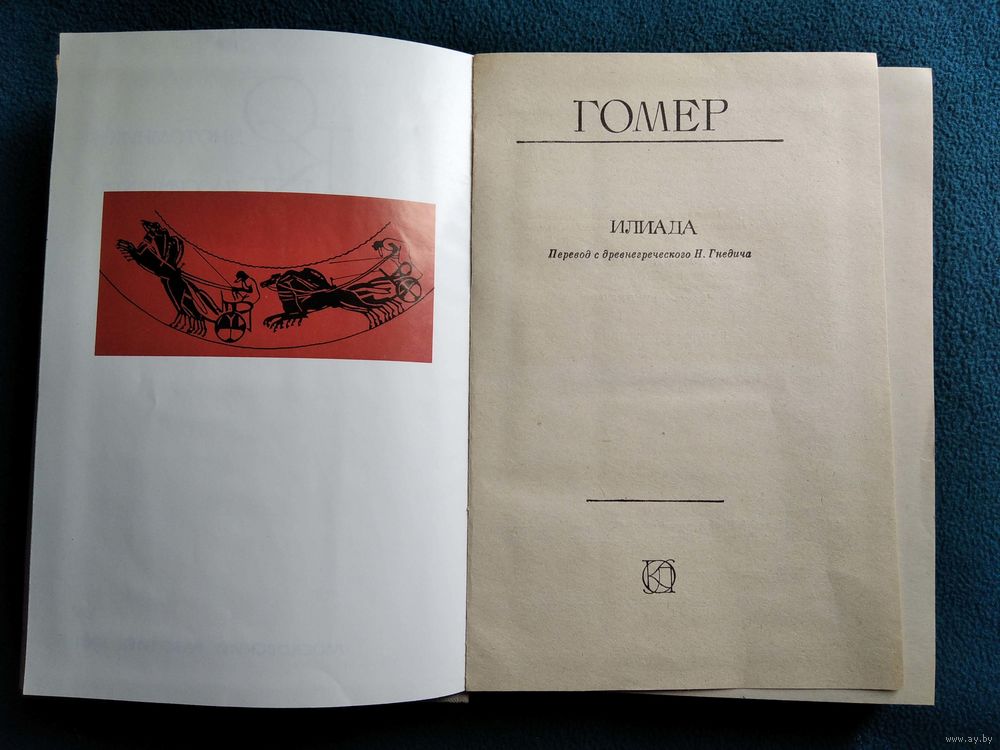 ГОМЕР
ИЛИАДА
Перевод с древнегреческого Н. Гнедича
www.ay.by